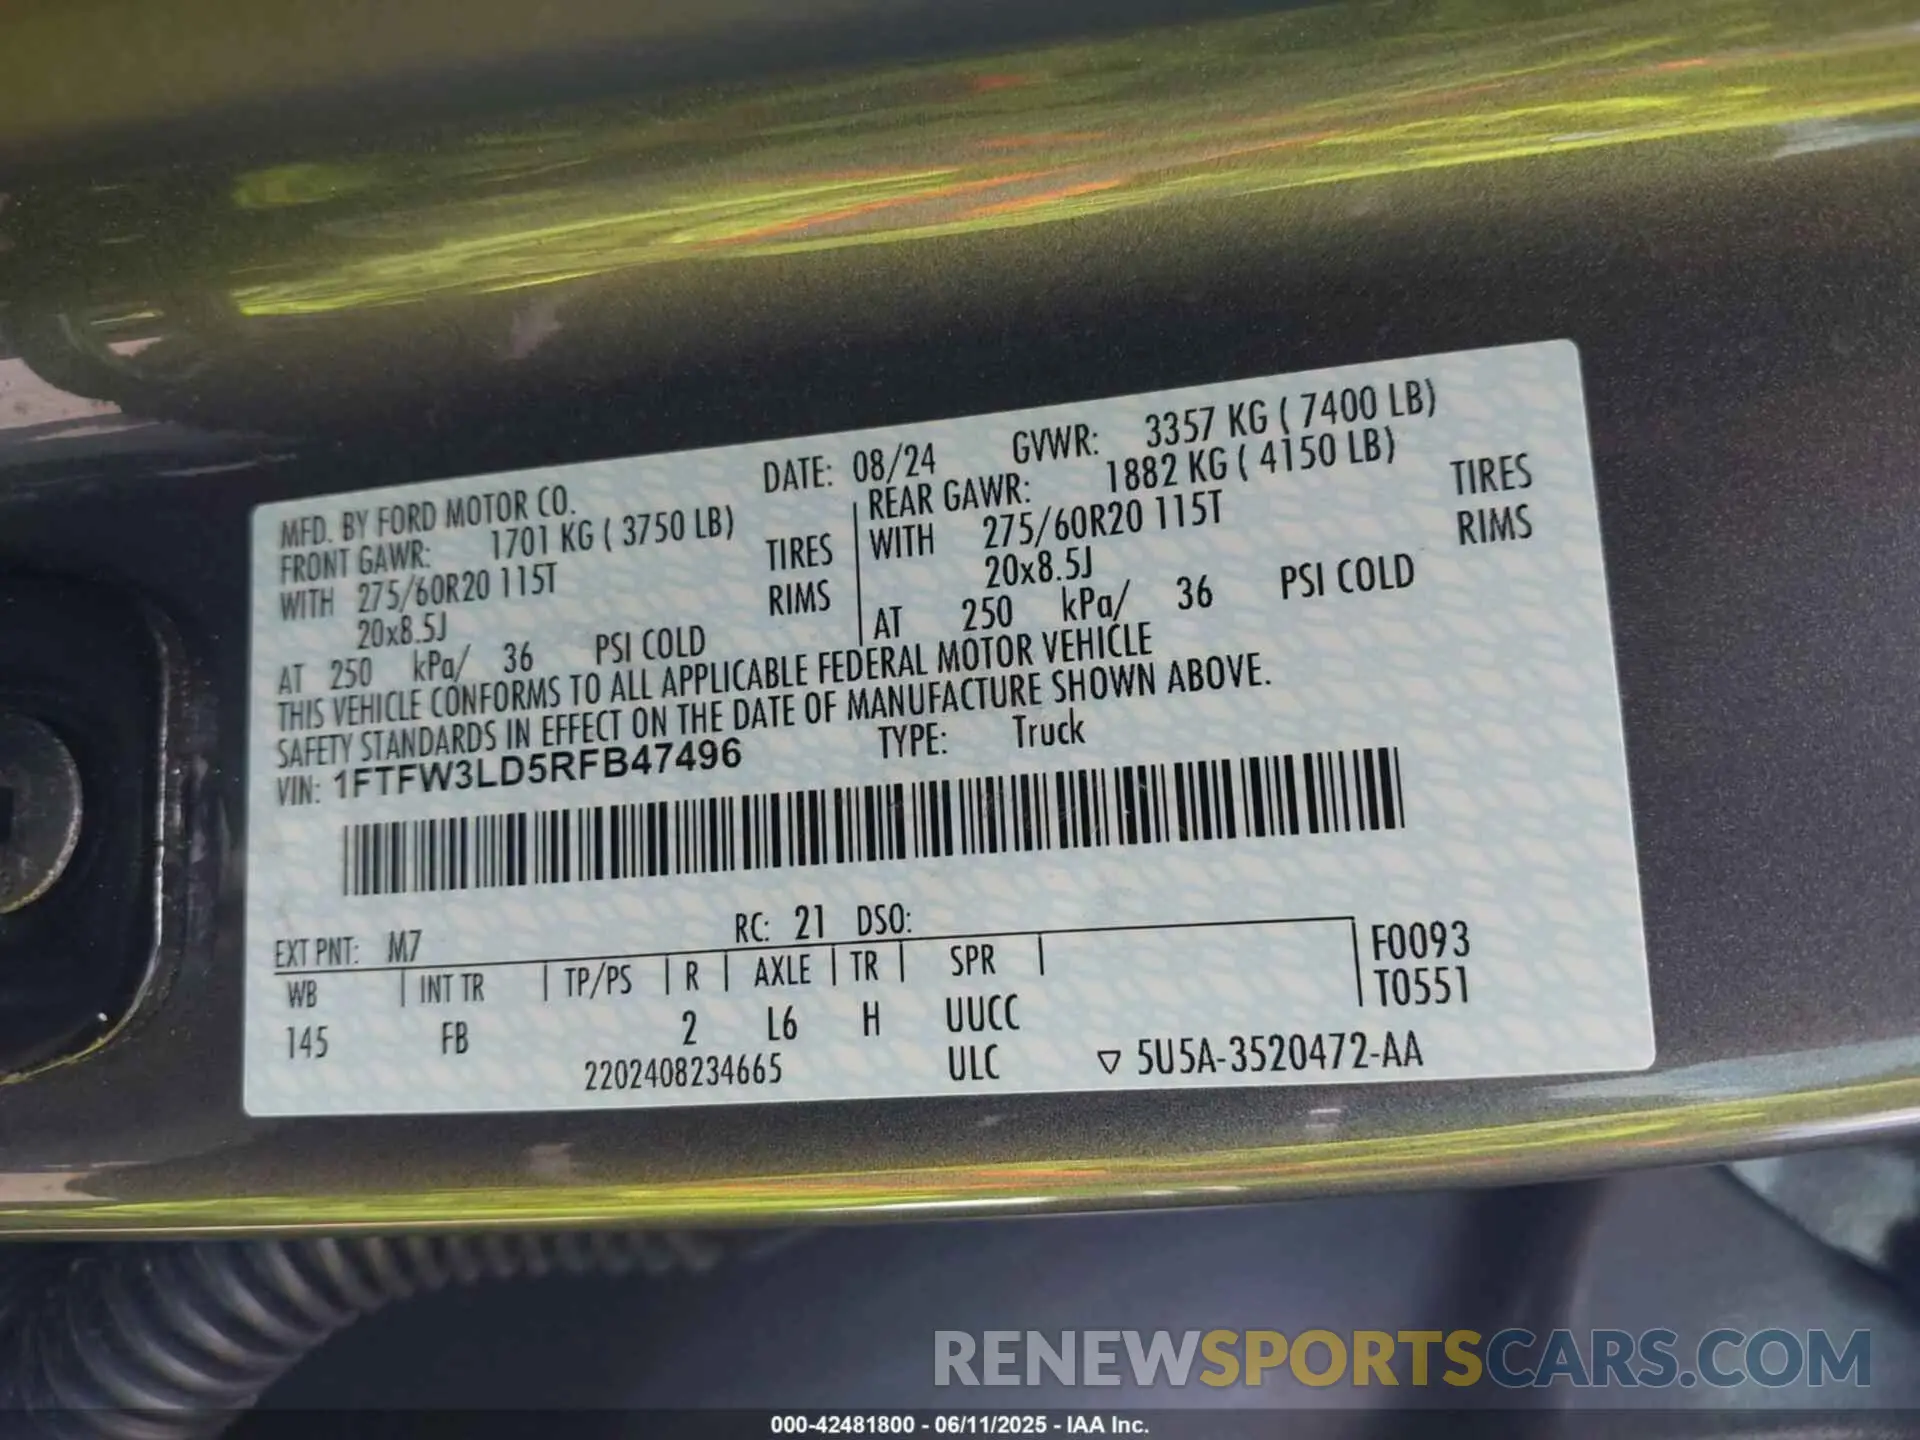 MFD. BY FORD MOTOR CO. DATE: 08/24 GVWR: 3357 KG ( 7400 LB)
FRONT GAWR: 1701 KG ( 3750 LB) REAR GAWR: 1882 KG ( 4150 LB)
WITH 275/60R20 115T TIRES WITH 275/60R20 115T TIRES
20x8.5J RIMS 20x8.5J RIMS
AT 250 kPa/ 36 PSI COLD AT 250 kPa/ 36 PSI COLD
THIS VEHICLE CONFORMS TO ALL APPLICABLE FEDERAL MOTOR VEHICLE
SAFETY STANDARDS IN EFFECT ON THE DATE OF MANUFACTURE SHOWN ABOVE.
VIN: 1FTFW3LD5RFB47496 TYPE: Truck
EXT PNT: M7 RC: 21 DSO:
WB INT TR TP/PS R AXLE TR SPR F0093
T0551
145 FB 2 L6 H UUCC
2202408234665 ULC ▽ 5U5A-3520472-AA
RENEWSPORTSCARS.COM
000-42481800 - 06/11/2025 - IAA Inc.